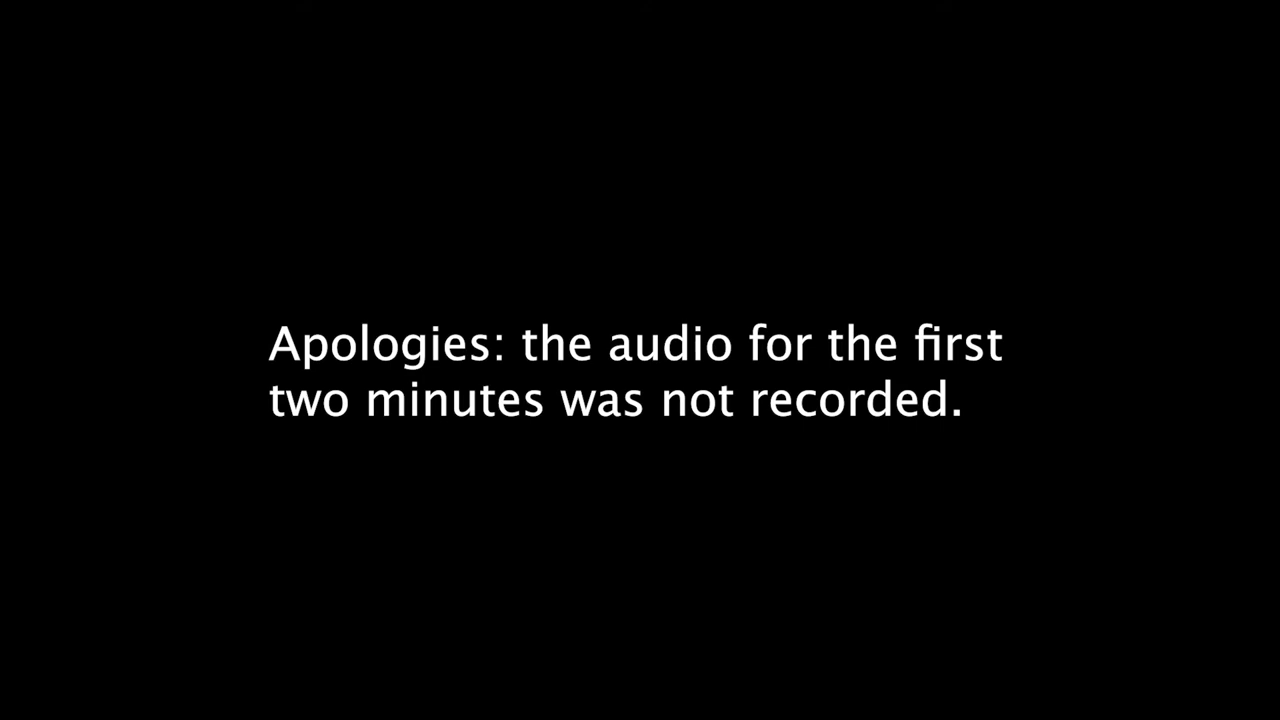 Apologies: the audio for the first
two minutes was not recorded.